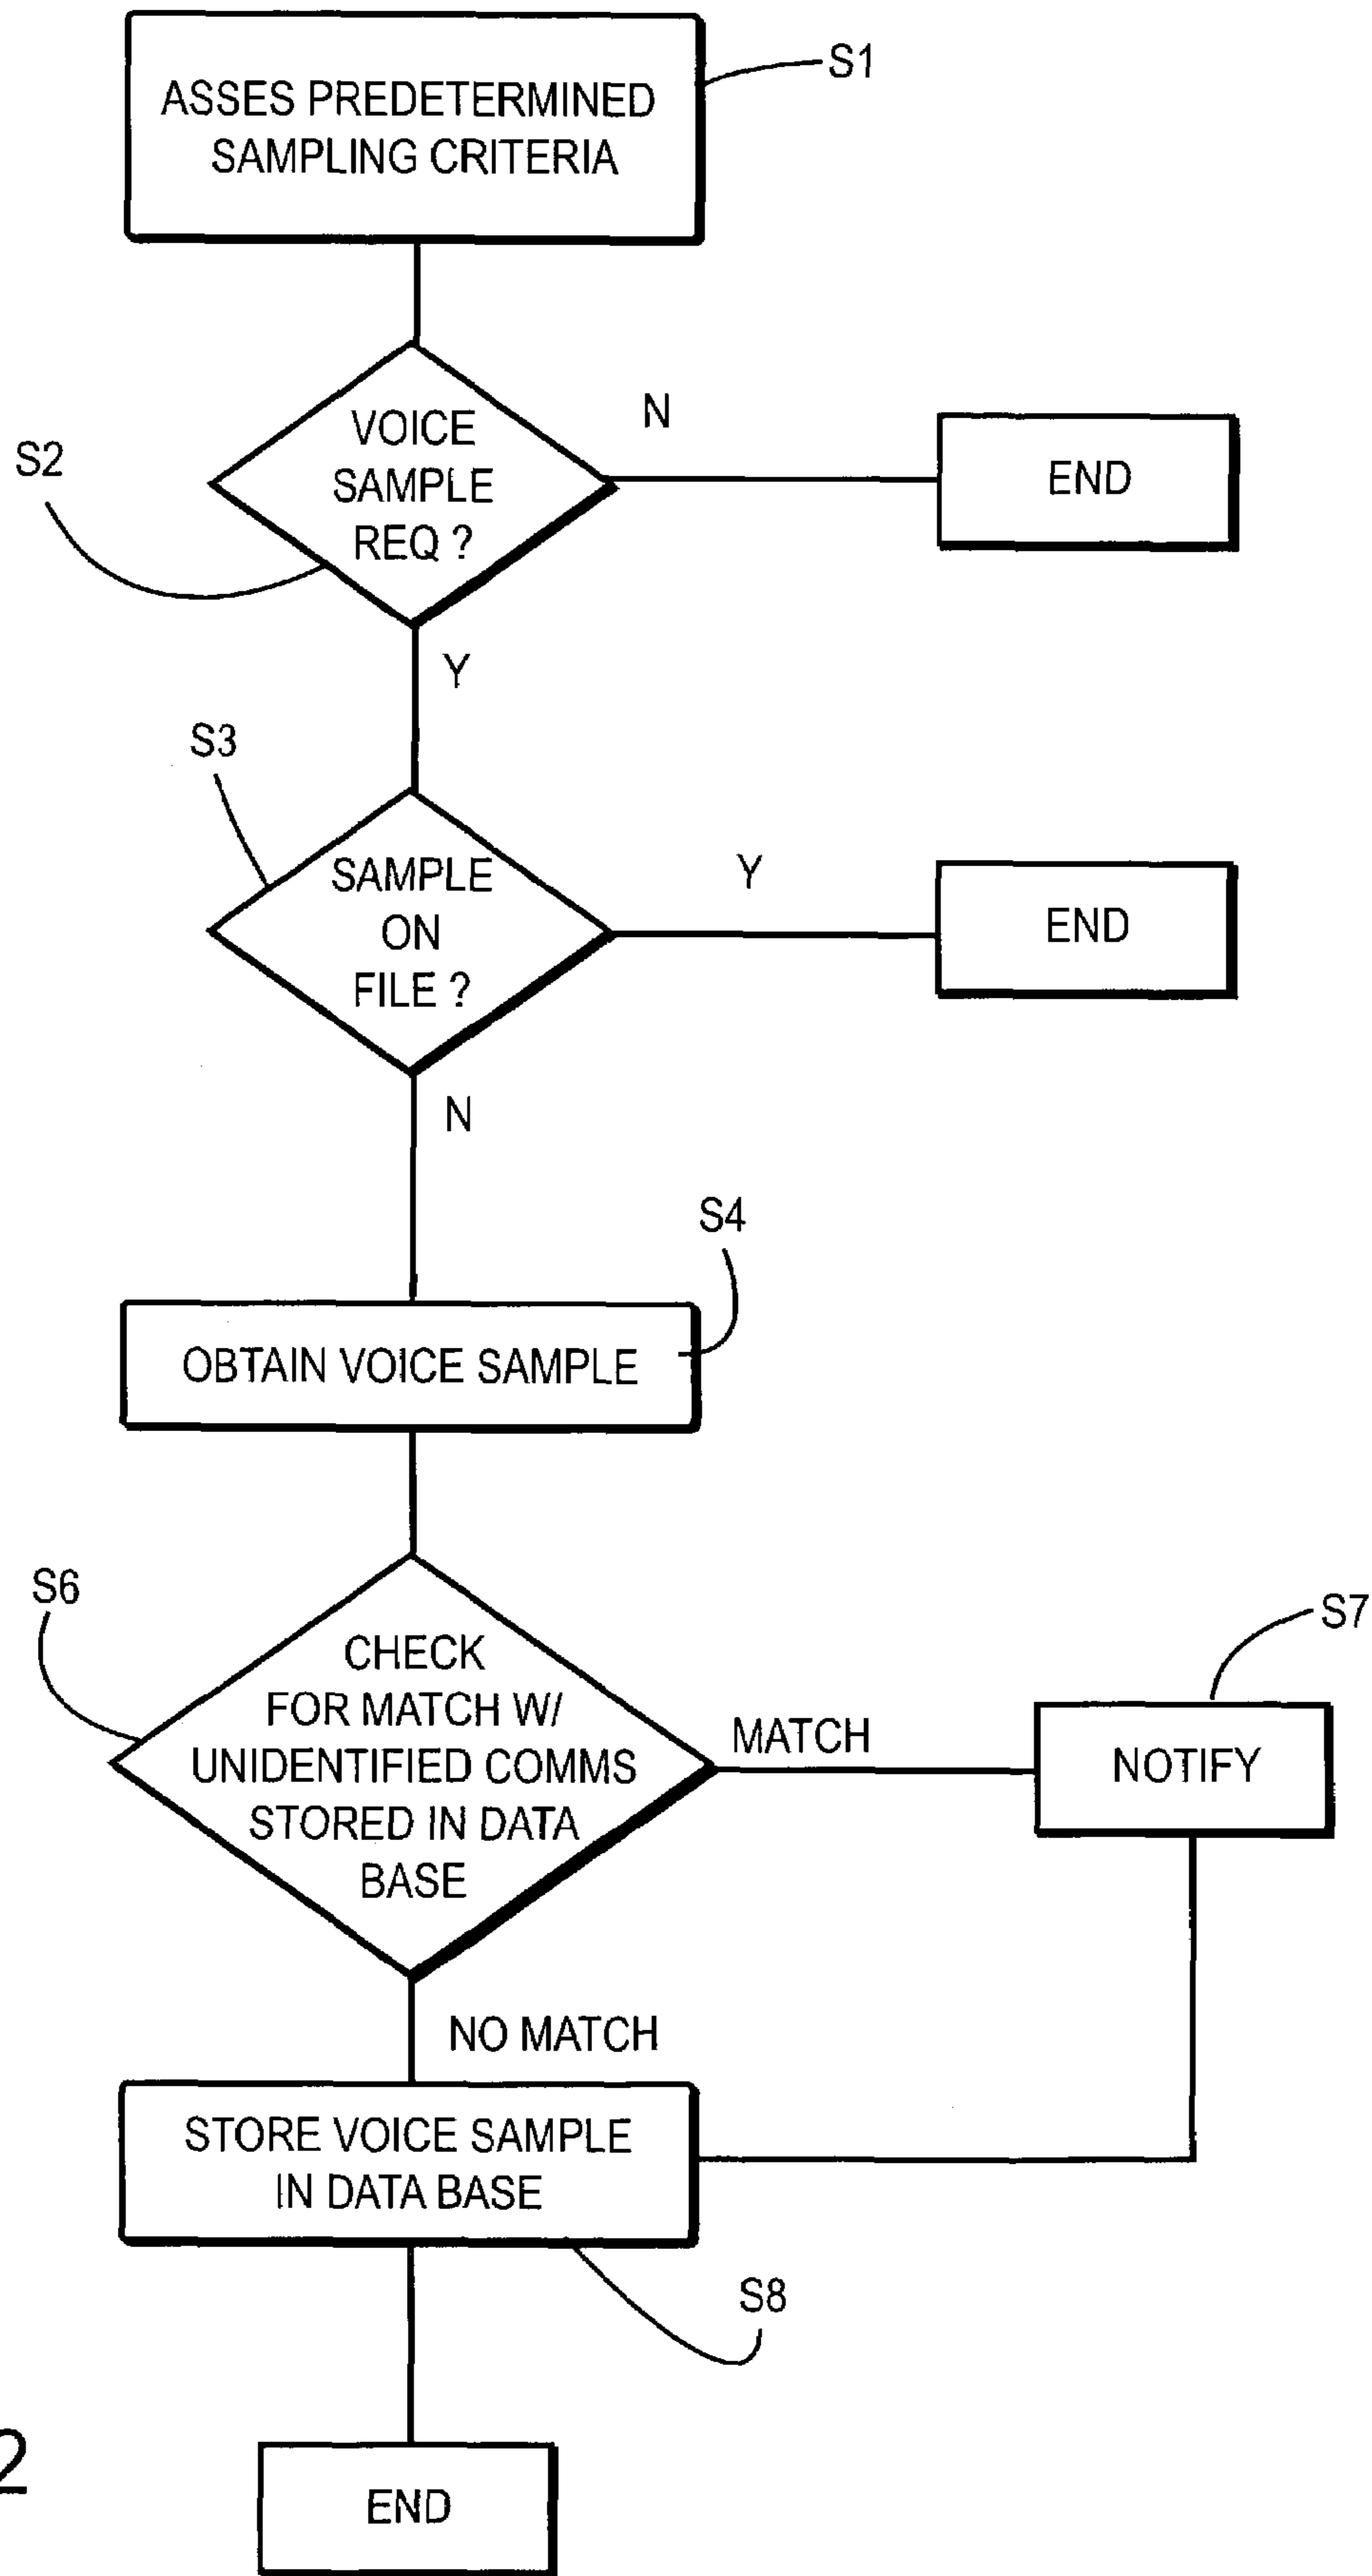 ASSES PREDETERMINED
SAMPLING CRITERIA
S1
VOICE
SAMPLE
REQ ?
S2
N
END
Y
S3
SAMPLE
ON
FILE ?
Y
END
N
S4
OBTAIN VOICE SAMPLE
S6
CHECK
FOR MATCH W/
UNIDENTIFIED COMMS
STORED IN DATA
BASE
MATCH
S7
NOTIFY
NO MATCH
STORE VOICE SAMPLE
IN DATA BASE
S8
2
END